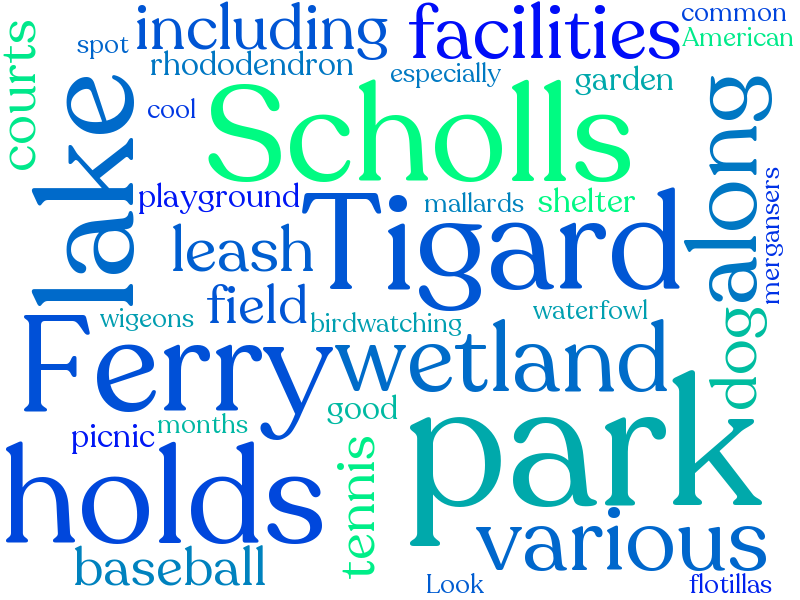 common
including
facilities
American
spot
courts
rhododendron
especially
garden
lake
cool
Scholls
along
playground
mergansers
Tigard
mallards
shelter
leash
field
wigeons
birdwatching
waterfowl
dog
Ferry
wetland
good
park
months
picnic
tennis
holds
various
baseball
Look
flotillas